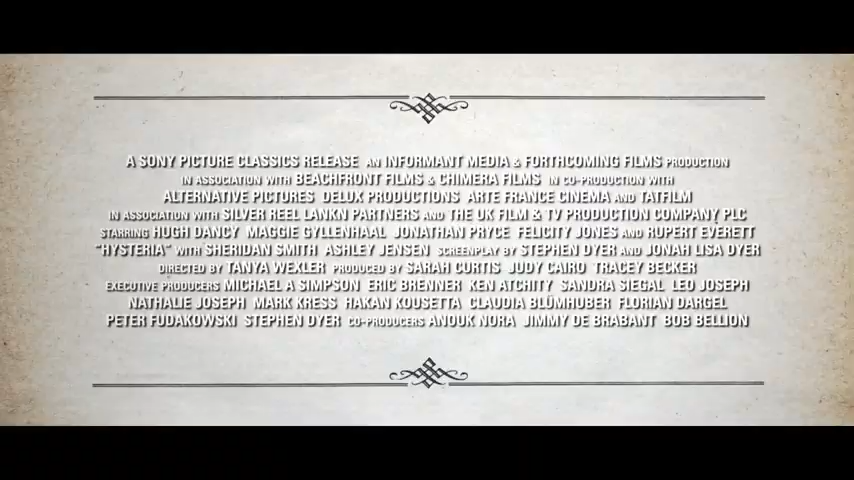 A SONY PICTURE CLASSICS RELEASE AN INFORMANT MEDIA & FORTHCOMING FILMS PRODUCTION
IN ASSOCIATION WITH BEACHFRONT FILMS & CHIMERA FILMS IN CO-PRODUCTION WITH
ALTERNATIVE PICTURES DELUX PRODUCTIONS ARTE FRANCE CINEMA AND TATFILM
IN ASSOCIATION WITH SILVER REEL LANKN PARTNERS AND THE UK FILM & TV PRODUCTION COMPANY PLC
STARRING HUGH DANCY MAGGIE GYLLENHAAL JONATHAN PRYCE FELICITY JONES AND RUPERT EVERETT
"HYSTERIA" WITH SHERIDAN SMITH ASHLEY JENSEN SCREENPLAY BY STEPHEN DYER AND JONAH LISA DYER
DIRECTED BY TANYA WEXLER PRODUCED BY SARAH CURTIS JUDY CAIRO TRACEY BECKER
EXECUTIVE PRODUCERS MICHAEL A SIMPSON ERIC BRENNER KEN ATCHITY SANDRA SIEGAL LEO JOSEPH
NATHALIE JOSEPH MARK KRESS HAKAN KOUSETTA CLAUDIA BLÜMHUBER FLORIAN DARGEL
PETER FUDAKOWSKI STEPHEN DYER CO-PRODUCERS ANOUK NORA JIMMY DE BRABANT BOB BELLION